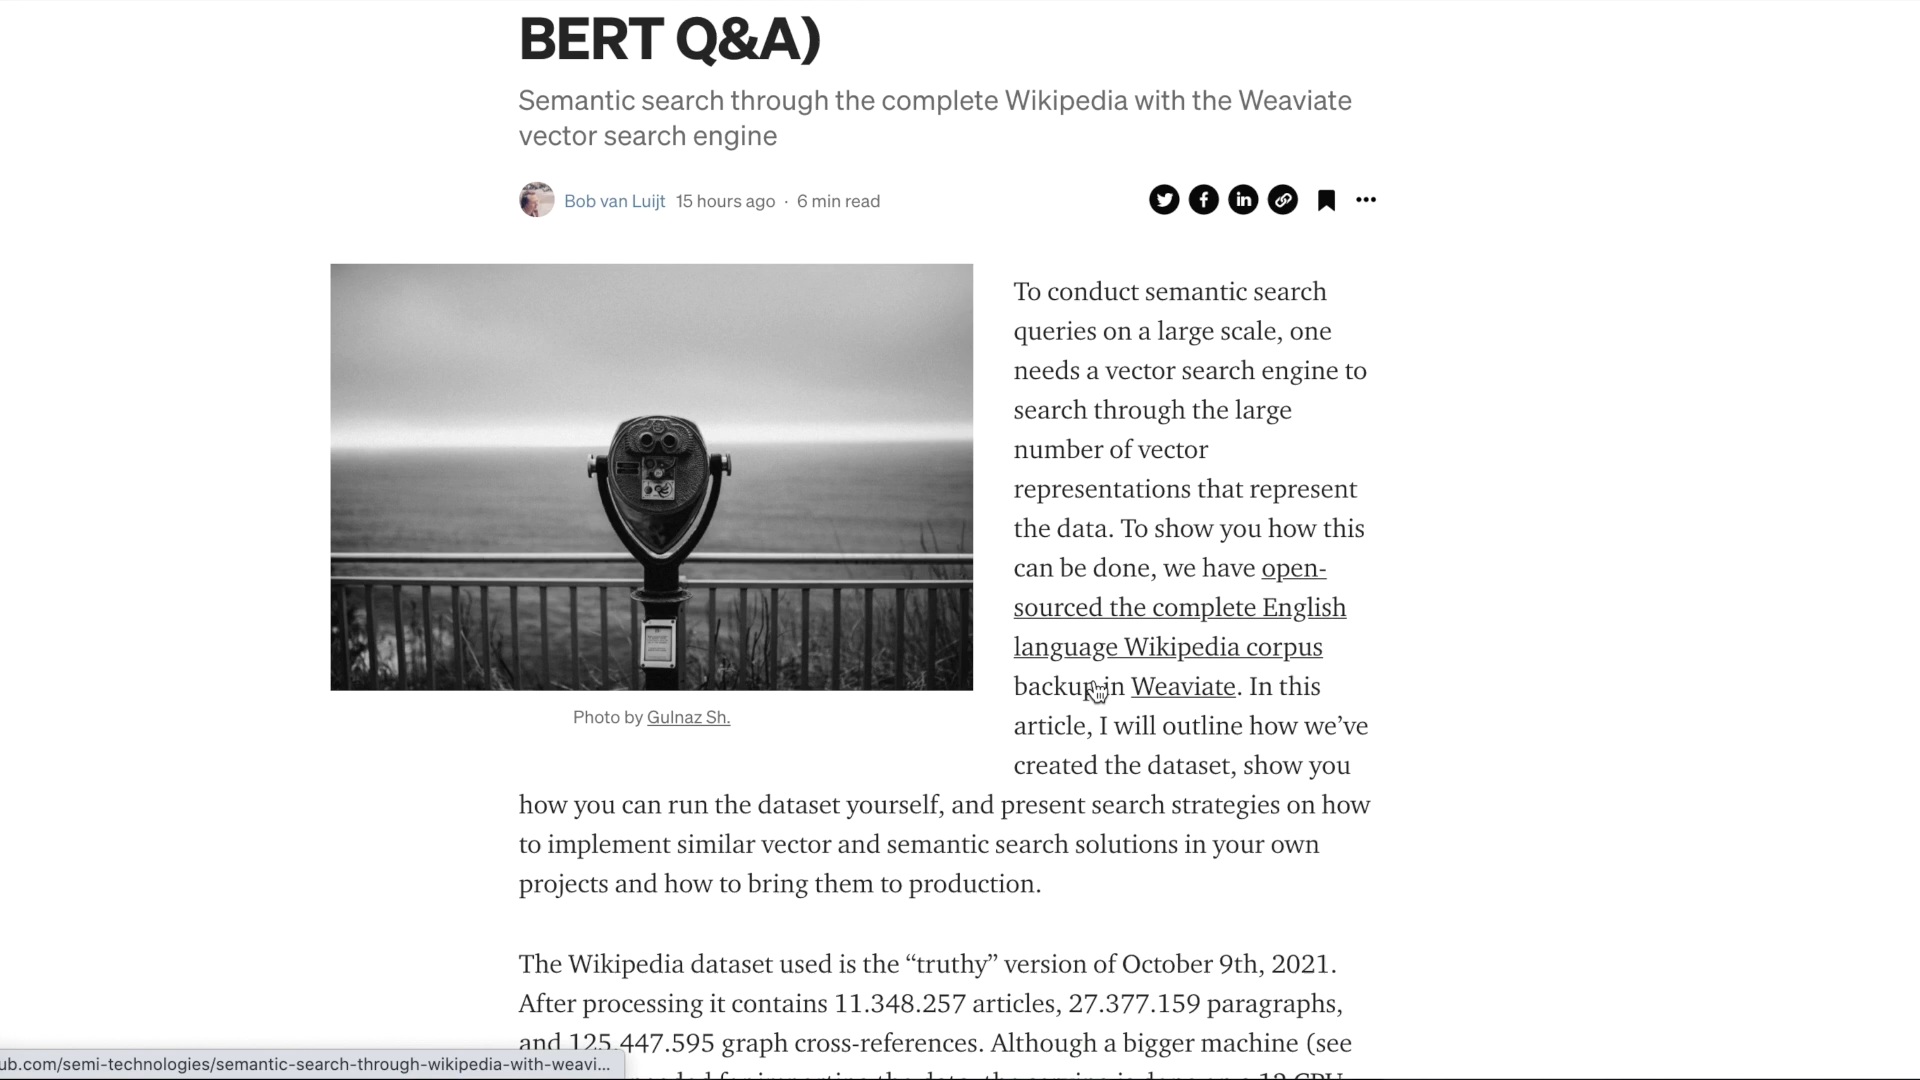 BERT Q&A)
Semantic search through the complete Wikipedia with the Weaviate
vector search engine
Bob van Luijt 15 hours ago · 6 min read
To conduct semantic search
queries on a large scale, one
needs a vector search engine to
search through the large
number of vector
representations that represent
the data. To show you how this
can be done, we have open-
sourced the complete English
language Wikipedia corpus
backup in Weaviate. In this
article, I will outline how we’ve
created the dataset, show you
Photo by Gulnaz Sh.
how you can run the dataset yourself, and present search strategies on how
to implement similar vector and semantic search solutions in your own
projects and how to bring them to production.
The Wikipedia dataset used is the “truthy” version of October 9th, 2021.
After processing it contains 11.348.257 articles, 27.377.159 paragraphs,
and 125.447.595 graph cross-references. Although a bigger machine (see
ub.com/semi-technologies/semantic-search-through-wikipedia-with-weavi...